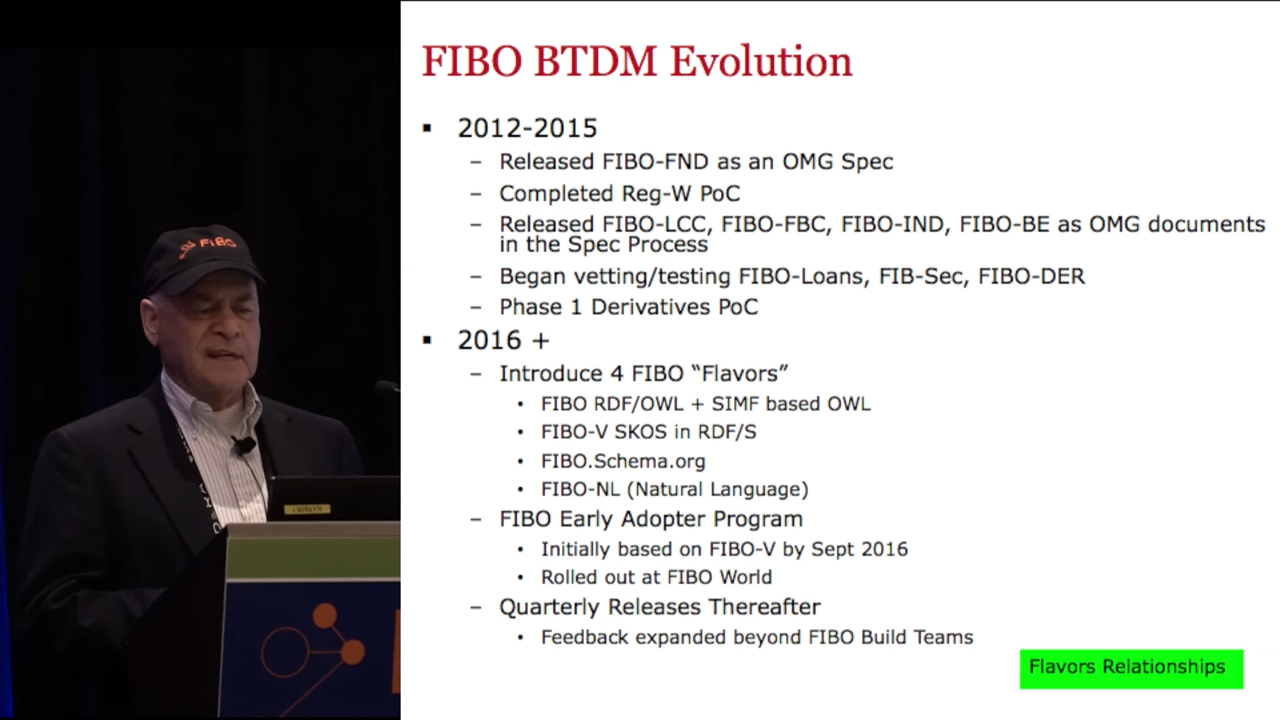 FIBO BTDM Evolution
▪ 2012-2015
– Released FIBO-FND as an OMG Spec
– Completed Reg-W PoC
– Released FIBO-LCC, FIBO-FBC, FIBO-IND, FIBO-BE as OMG documents
in the Spec Process
– Began vetting/testing FIBO-Loans, FIB-Sec, FIBO-DER
– Phase 1 Derivatives PoC
▪ 2016 +
– Introduce 4 FIBO “Flavors”
• FIBO RDF/OWL + SIMF based OWL
• FIBO-V SKOS in RDF/S
• FIBO.Schema.org
• FIBO-NL (Natural Language)
– FIBO Early Adopter Program
• Initially based on FIBO-V by Sept 2016
• Rolled out at FIBO World
– Quarterly Releases Thereafter
• Feedback expanded beyond FIBO Build Teams
Flavors Relationships
FIBO